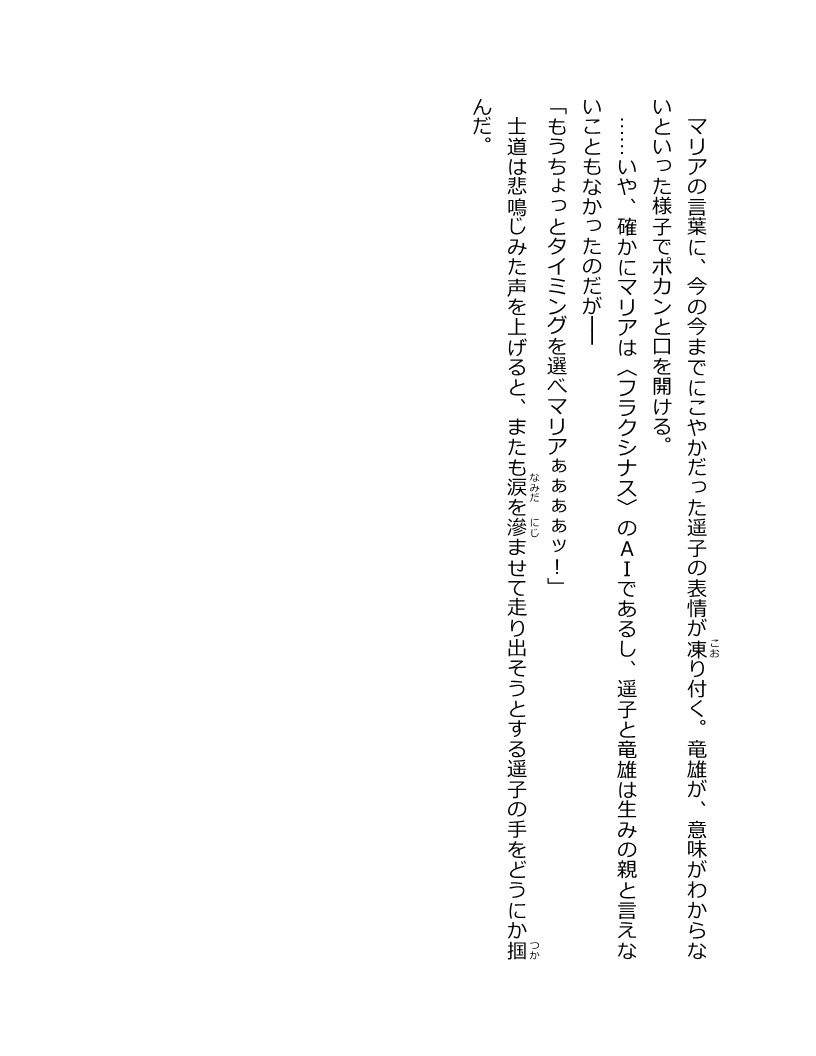 マリアの言葉に、今の今までにこやかだった遥子の表情が凍り付く。竜雄が、意味がわからな
いといった様子でポカンと口を開ける。
　……いや、確かにマリアは〈フラクシナス〉のＡＩであるし、遥子と竜雄は生みの親と言えな
いこともなかったのだが――
「もうちょっとタイミングを選べマリアぁぁぁぁッ！」
　士道は悲鳴じみた声を上げると、またも涙を滲ませて走り出そうとする遥子の手をどうにか掴
んだ。